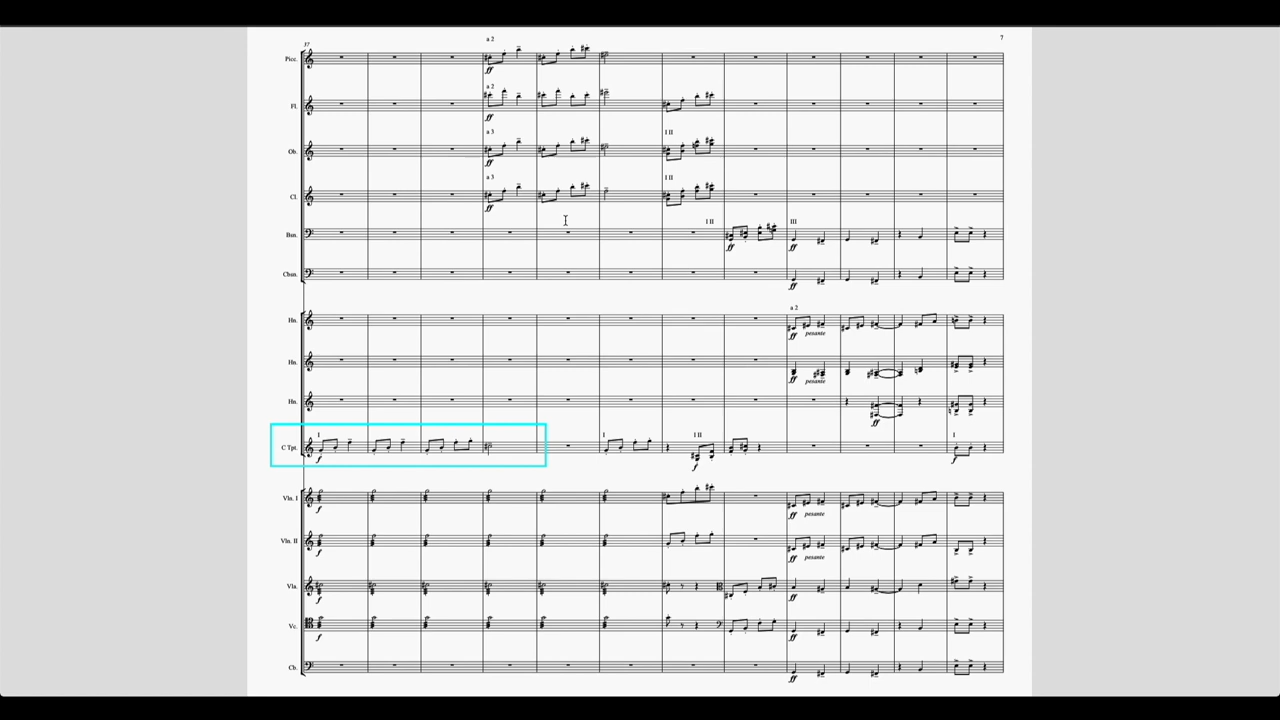 37 7
a 2
Picc.
ff
a 2
Fl.
ff
a 3 I II
Ob.
ff
a 3 I II
Cl.
ff
I II III
Bsn.
ff ff
Cbsn.
ff
a 2
Hn.
ff pesante
Hn.
ff pesante
Hn.
ff
I I I II I
C Tpt.
f f f
Vln. I
f ff pesante
Vln. II
f ff pesante
Vla.
f ff
Vc.
f ff
Cb.
ff